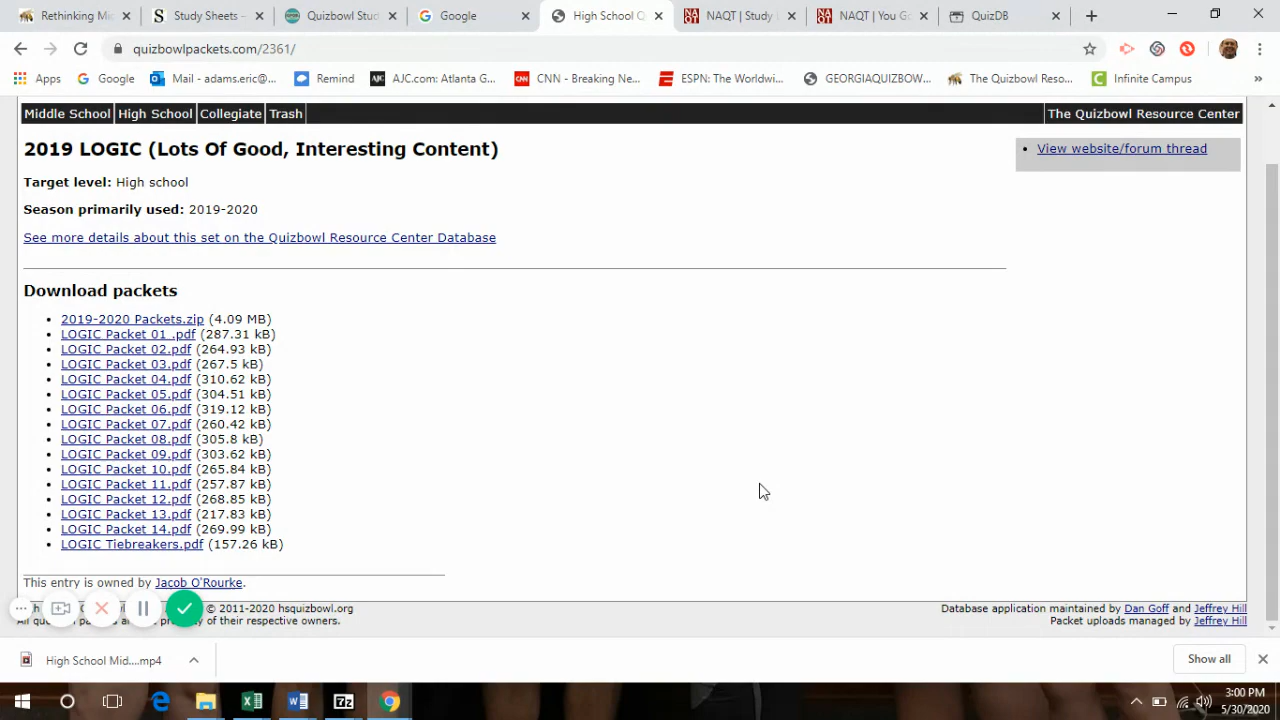 Rethinking Mi
Study Sheets –
Quizbowl Stu
Google
High School Q
NAQT | Study
NAQT | You G
QuizDB
quizbowlpackets.com/2361/
Apps
Google
Mail - adams.eric@...
Remind
AJC.com: Atlanta G...
CNN - Breaking Ne...
ESPN: The Worldwi...
GEORGIAQUIZBOW...
The Quizbowl Reso...
Infinite Campus
»
Middle School High School Collegiate Trash
The Quizbowl Resource Center
2019 LOGIC (Lots Of Good, Interesting Content)
View website/forum thread
Target level: High school
Season primarily used: 2019-2020
See more details about this set on the Quizbowl Resource Center Database
Download packets
2019-2020 Packets.zip (4.09 MB)
LOGIC Packet 01 .pdf (287.31 kB)
LOGIC Packet 02.pdf (264.93 kB)
LOGIC Packet 03.pdf (267.5 kB)
LOGIC Packet 04.pdf (310.62 kB)
LOGIC Packet 05.pdf (304.51 kB)
LOGIC Packet 06.pdf (319.12 kB)
LOGIC Packet 07.pdf (260.42 kB)
LOGIC Packet 08.pdf (305.8 kB)
LOGIC Packet 09.pdf (303.62 kB)
LOGIC Packet 10.pdf (265.84 kB)
LOGIC Packet 11.pdf (257.87 kB)
LOGIC Packet 12.pdf (268.85 kB)
LOGIC Packet 13.pdf (217.83 kB)
LOGIC Packet 14.pdf (269.99 kB)
LOGIC Tiebreakers.pdf (157.26 kB)
This entry is owned by Jacob O'Rourke.
© 2011-2020 hsquizbowl.org
of their respective owners.
Database application maintained by Dan Goff and Jeffrey Hill
Packet uploads managed by Jeffrey Hill
High School Mid....mp4
Show all
3:00 PM
5/30/2020